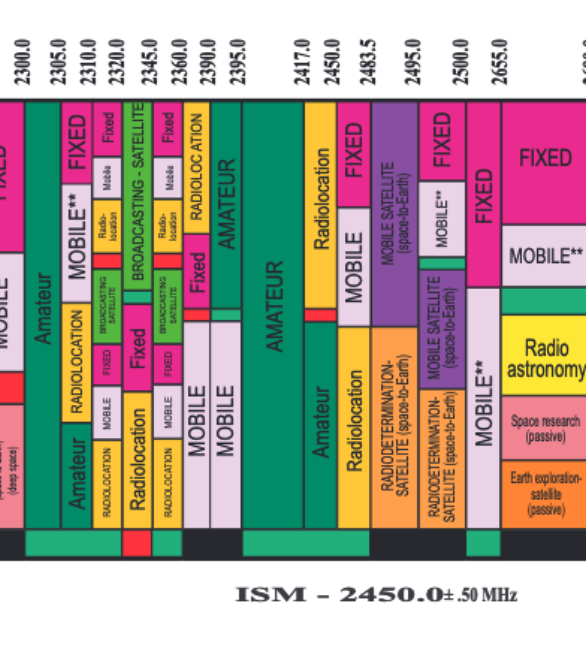 2300.0
2305.0
2310.0
2320.0
2345.0
2360.0
2390.0
2395.0
2417.0
2450.0
2483.5
2495.0
2500.0
2655.0
MOBILE
(deep space)
Amateur
FIXED
MOBILE**
RADIOLOCATION
Amateur
Fixed
Mobile
Radio-
location
BROADCASTING
SATELLITE
FIXED
MOBILE
RADIOLOCATION
BROADCASTING - SATELLITE
Fixed
Radiolocation
Fixed
Mobile
Radio-
location
BROADCASTING
SATELLITE
FIXED
MOBILE
RADIOLOCATION
RADIOLOC ATION
Fixed
MOBILE
AMATEUR
MOBILE
AMATEUR
Radiolocation
Amateur
FIXED
MOBILE
Radiolocation
MOBILE SATELLITE
(space-to-Earth)
RADIODETERMINATION-
SATELLITE (space-to-Earth)
FIXED
MOBILE**
MOBILE SATELLITE
(space-to-Earth)
RADIODETERMINATION-
SATELLITE (space-to-Earth)
FIXED
MOBILE**
FIXED
MOBILE**
Radio
astronomy
Space research
(passive)
Earth exploration-
satellite
(passive)
ISM - 2450.0± .50 MHz